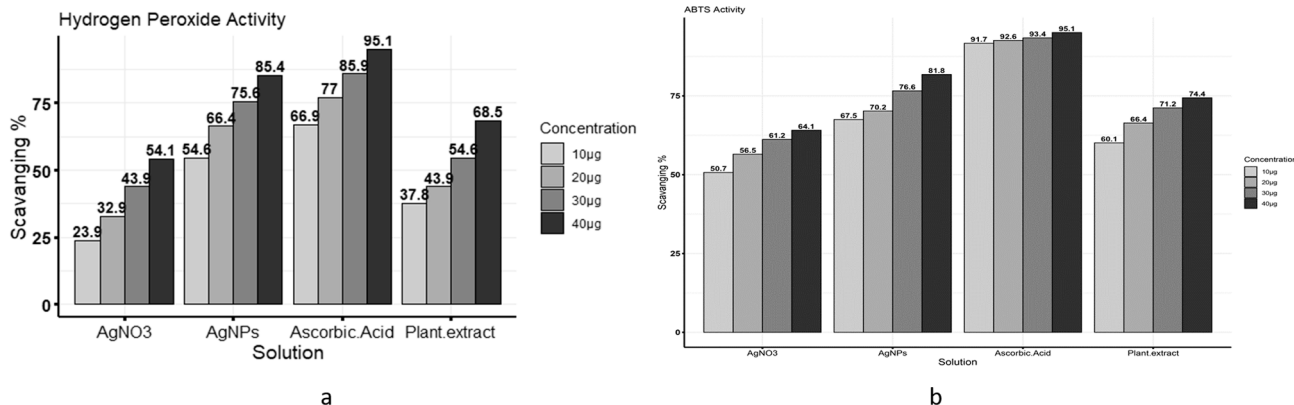 Hydrogen Peroxide Activity
Scavanging %
75
50
25
0
23.9 32.9 43.9 54.1
54.6 66.4 75.6 85.4
66.9 77 85.9 95.1
37.8 43.9 54.6 68.5
AgNO3 AgNPs Ascorbic.Acid Plant.extract
Solution
Concentration
10µg
20µg
30µg
40µg
a
ABTS Activity
Scavanging %
75
50
25
0
50.7 56.5 61.2 64.1
67.5 70.2 76.6 81.8
91.7 92.6 93.4 95.1
60.1 66.4 71.2 74.4
AgNO3 AgNPs Ascorbic.Acid Plant.extract
Solution
Concentration
10µg
20µg
30µg
40µg
b